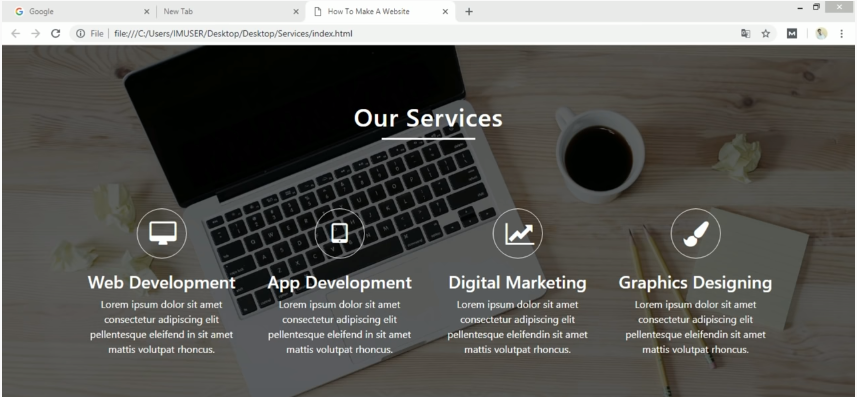 Google
New Tab
How To Make A Website
File | file:///C:/Users/IMUSER/Desktop/Desktop/Services/index.html
Our Services
Web Development
Lorem ipsum dolor sit amet
consectetur adipiscing elit
pellentesque eleifend in sit amet
mattis volutpat rhoncus.
App Development
Lorem ipsum dolor sit amet
consectetur adipiscing elit
pellentesque eleifend in sit amet
mattis volutpat rhoncus.
Digital Marketing
Lorem ipsum dolor sit amet
consectetur adipiscing elit
pellentesque eleifendin sit amet
mattis volutpat rhoncus.
Graphics Designing
Lorem ipsum dolor sit amet
consectetur adipiscing elit
pellentesque eleifendin sit amet
mattis volutpat rhoncus.